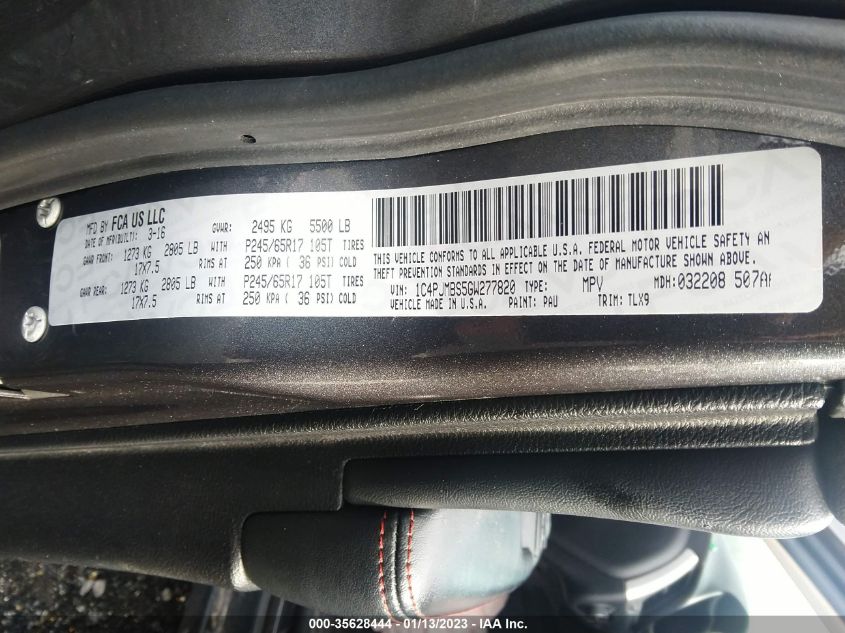 MFD BY FCA US LLC
DATE OF MFR(BUILT): 3-16 GVWR: 2495 KG 5500 LB
GAWR FRONT: 1273 KG 2805 LB WITH P245/65R17 105T TIRES
17X7.5 RIMS AT 250 KPA ( 36 PSI) COLD
GAWR REAR: 1273 KG 2805 LB WITH P245/65R17 105T TIRES
17X7.5 RIMS AT 250 KPA ( 36 PSI) COLD
THIS VEHICLE CONFORMS TO ALL APPLICABLE U.S.A. FEDERAL MOTOR VEHICLE SAFETY AN
THEFT PREVENTION STANDARDS IN EFFECT ON THE DATE OF MANUFACTURE SHOWN ABOVE.
VIN: 1C4PJMBS5GW277820 TYPE: MPV MDH:032208 507A
VEHICLE MADE IN U.S.A. PAINT: PAU TRIM: TLX9
000-35628444 - 01/13/2023 - IAA Inc.